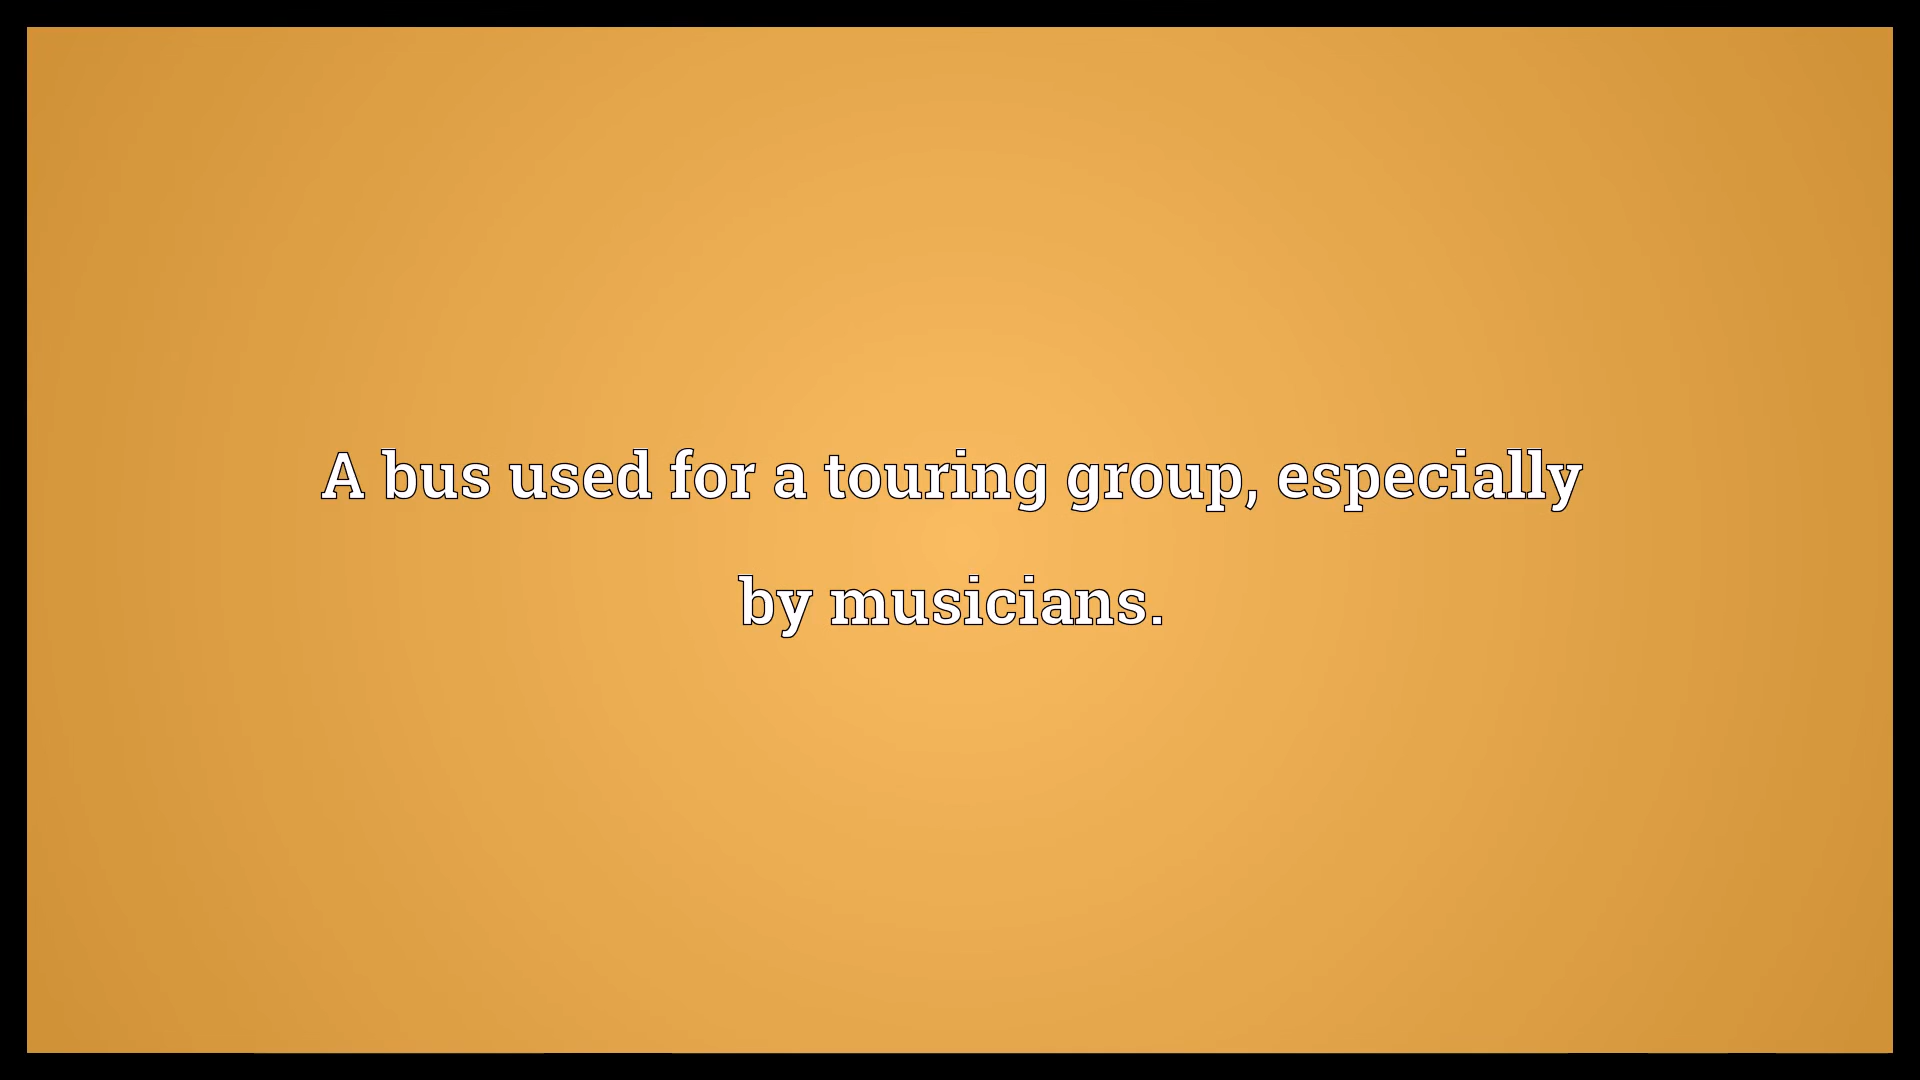 A bus used for a touring group, especially
by musicians.